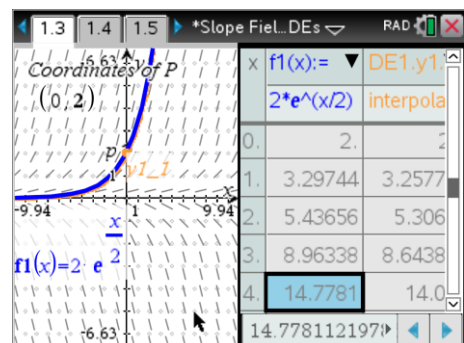 1.3 1.4 1.5 *Slope Fiel...DEs RAD
6.63 y
Coordinates of P
(0,2)
p
y1_1
1
x
-9.94 1 9.94
f1(x)=2· e^(x/2)
-6.63
x f1(x):= ▼ DE1.y1.
2*e^(x/2) interpola
0. 2. 2
1. 3.29744 3.2577
2. 5.43656 5.306
3. 8.96338 8.6438
4. 14.7781 14.0
14.778112197